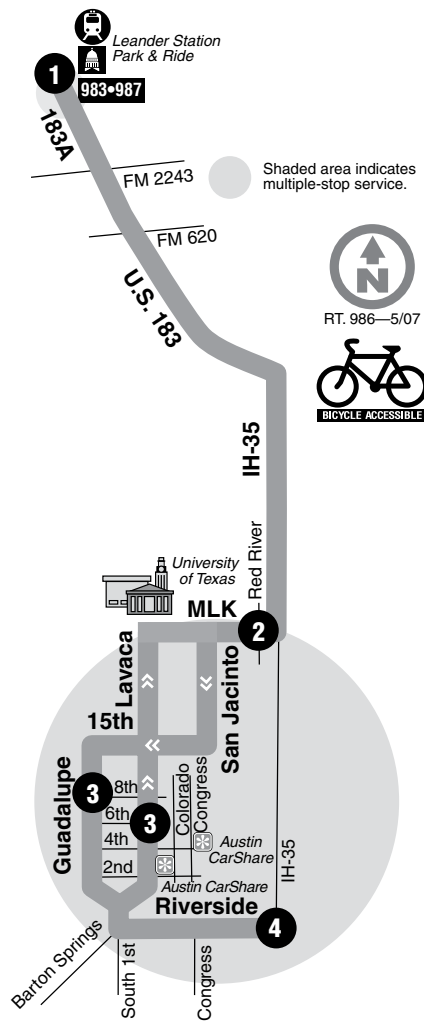 Leander Station
Park & Ride
1
983•987
183A
FM 2243
Shaded area indicates
multiple-stop service.
FM 620
U.S. 183
N
RT. 986—5/07
BICYCLE ACCESSIBLE
IH-35
Red River
University
of Texas
MLK
2
Lavaca
San Jacinto
15th
Guadalupe
3
8th
Colorado
Congress
6th
3
4th
Austin
CarShare
IH-35
2nd
Austin CarShare
Riverside
4
Barton Springs
South 1st
Congress